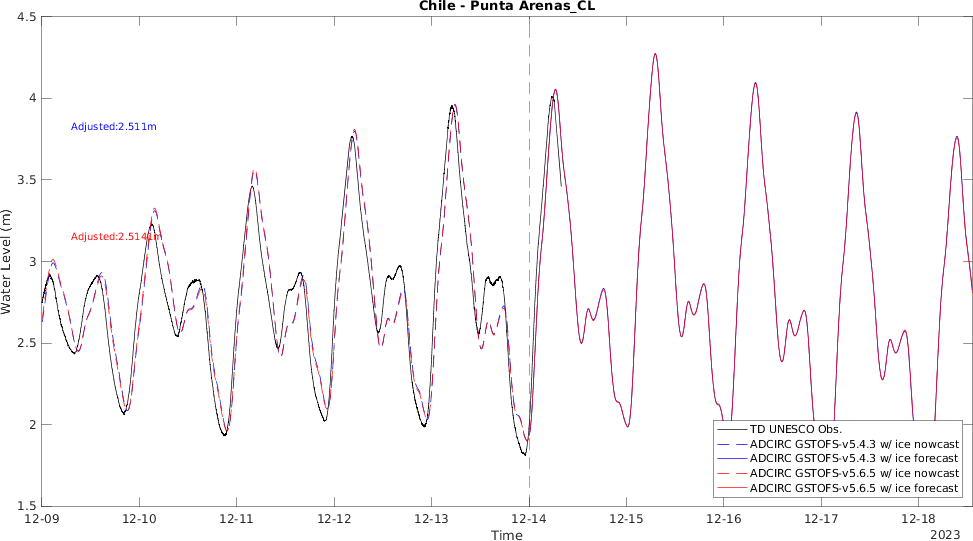 Chile - Punta Arenas_CL
4.5
4
3.5
3
2.5
2
1.5
Water Level (m)
Adjusted:2.511m
Adjusted:2.5141m
TD UNESCO Obs.
ADCIRC GSTOFS-v5.4.3 w/ ice nowcast
ADCIRC GSTOFS-v5.4.3 w/ ice forecast
ADCIRC GSTOFS-v5.6.5 w/ ice nowcast
ADCIRC GSTOFS-v5.6.5 w/ ice forecast
12-09 12-10 12-11 12-12 12-13 12-14 12-15 12-16 12-17 12-18
Time
2023